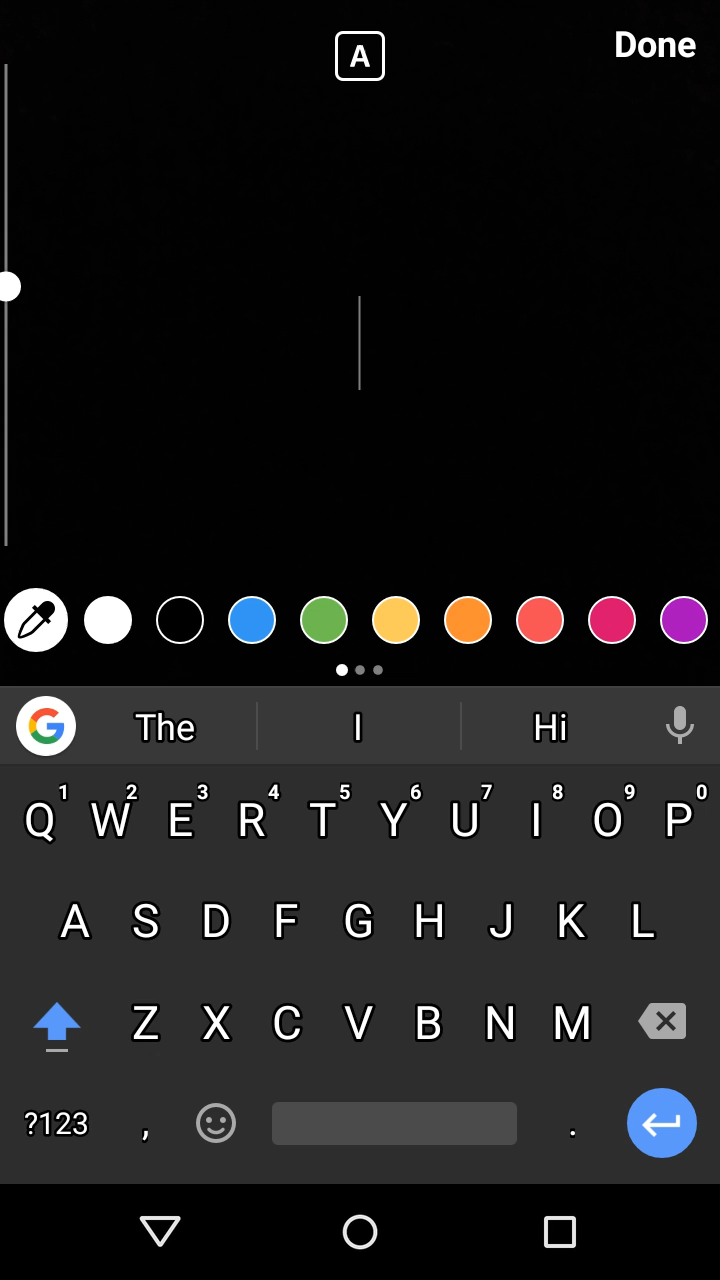 A
Done
The I Hi
1 2 3 4 5 6 7 8 9 0
Q W E R T Y U I O P
A S D F G H J K L
Z X C V B N M
?123 , .